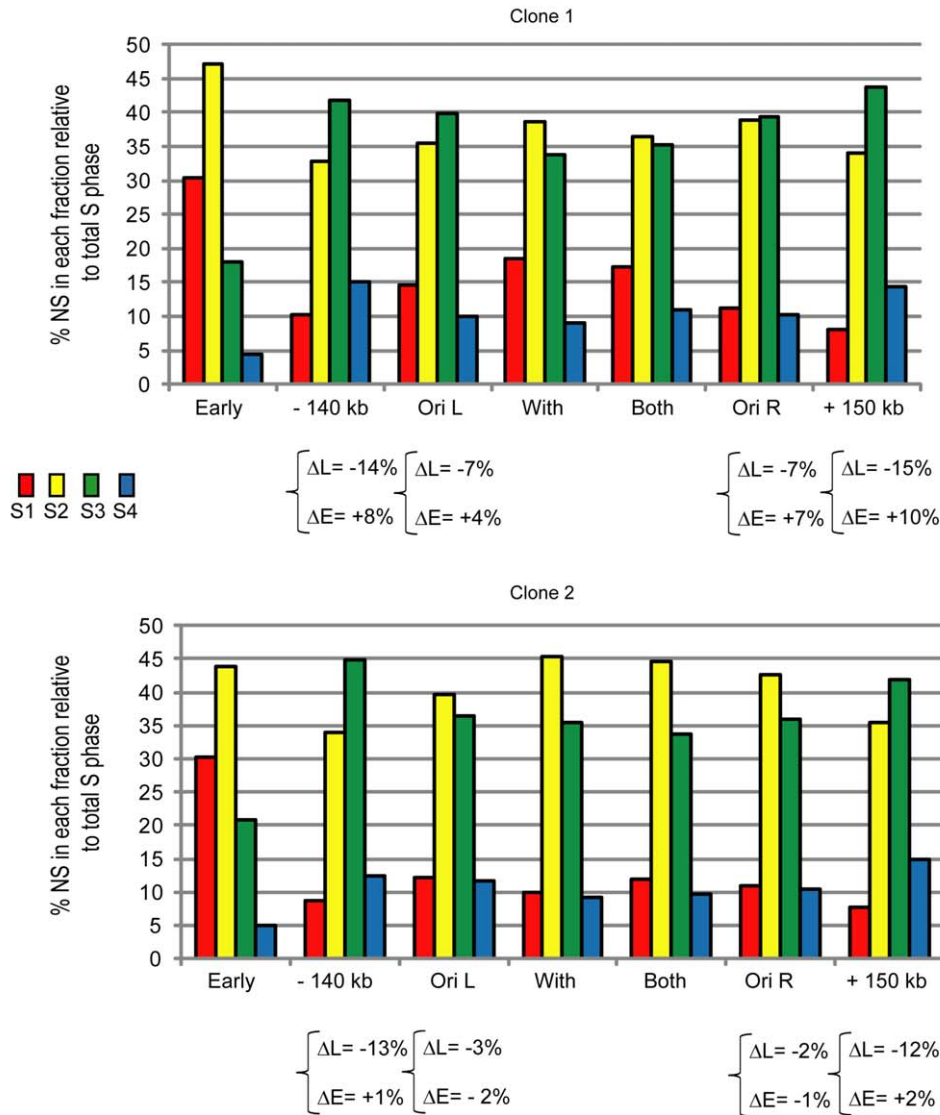 Clone 1
% NS in each fraction relative
to total S phase
50
45
40
35
30
25
20
15
10
5
0
Early - 140 kb Ori L With Both Ori R + 150 kb
S1 S2 S3 S4
ΔL= -14% ΔL= -7% ΔL= -7% ΔL= -15%
ΔE= +8% ΔE= +4% ΔE= +7% ΔE= +10%
Clone 2
% NS in each fraction relative
to total S phase
50
45
40
35
30
25
20
15
10
5
0
Early - 140 kb Ori L With Both Ori R + 150 kb
ΔL= -13% ΔL= -3% ΔL= -2% ΔL= -12%
ΔE= +1% ΔE= - 2% ΔE= -1% ΔE= +2%